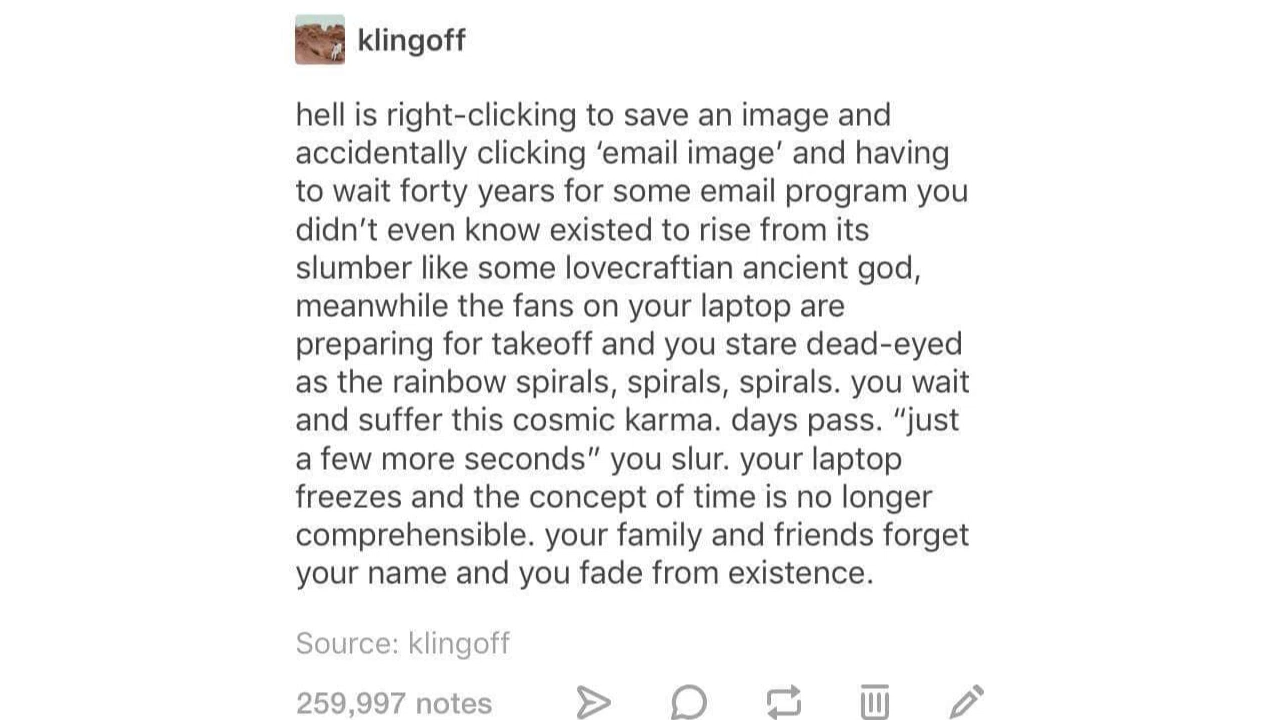 klingoff
hell is right-clicking to save an image and
accidentally clicking ‘email image’ and having
to wait forty years for some email program you
didn’t even know existed to rise from its
slumber like some lovecraftian ancient god,
meanwhile the fans on your laptop are
preparing for takeoff and you stare dead-eyed
as the rainbow spirals, spirals, spirals. you wait
and suffer this cosmic karma. days pass. “just
a few more seconds” you slur. your laptop
freezes and the concept of time is no longer
comprehensible. your family and friends forget
your name and you fade from existence.
Source: klingoff
259,997 notes